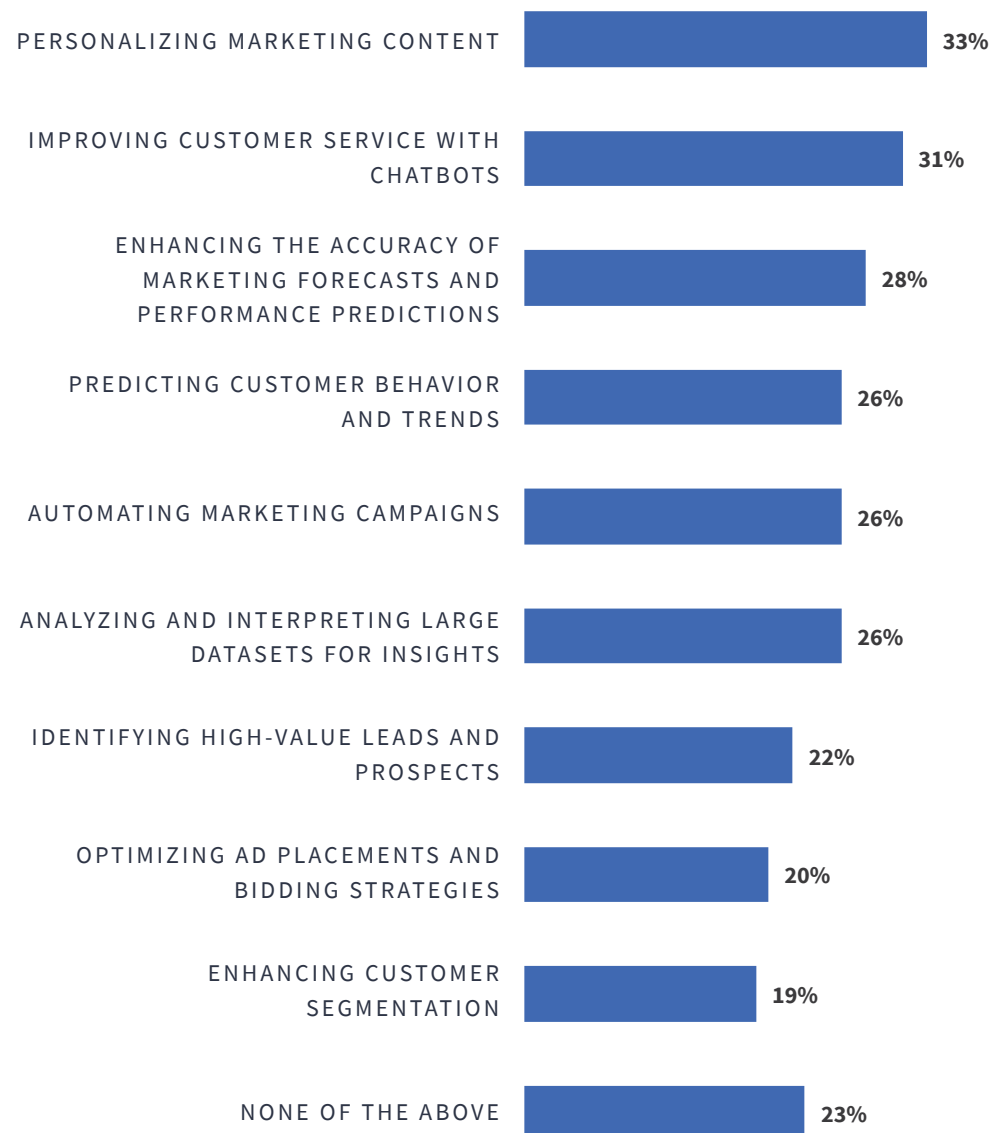 PERSONALIZING MARKETING CONTENT
33%
IMPROVING CUSTOMER SERVICE WITH
CHATBOTS
31%
ENHANCING THE ACCURACY OF
MARKETING FORECASTS AND
PERFORMANCE PREDICTIONS
28%
PREDICTING CUSTOMER BEHAVIOR
AND TRENDS
26%
AUTOMATING MARKETING CAMPAIGNS
26%
ANALYZING AND INTERPRETING LARGE
DATASETS FOR INSIGHTS
26%
IDENTIFYING HIGH-VALUE LEADS AND
PROSPECTS
22%
OPTIMIZING AD PLACEMENTS AND
BIDDING STRATEGIES
20%
ENHANCING CUSTOMER
SEGMENTATION
19%
NONE OF THE ABOVE
23%